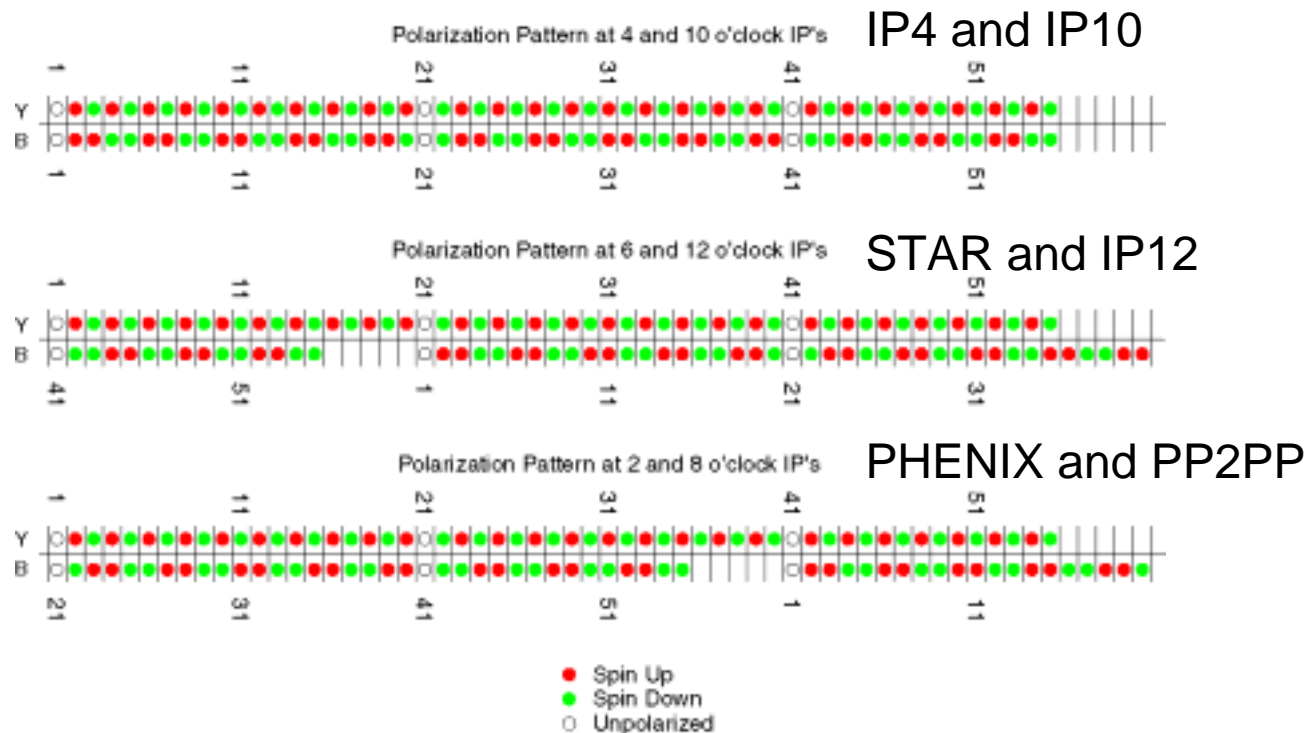 Polarization Pattern at 4 and 10 o'clock IP's IP4 and IP10
1 11 21 31 41 51
Y
B
1 11 21 31 41 51
Polarization Pattern at 6 and 12 o'clock IP's STAR and IP12
1 11 21 31 41 51
Y
B
41 51 1 11 21 31
Polarization Pattern at 2 and 8 o'clock IP's PHENIX and PP2PP
1 11 21 31 41 51
Y
B
21 31 41 51 1 11
Spin Up
Spin Down
Unpolarized